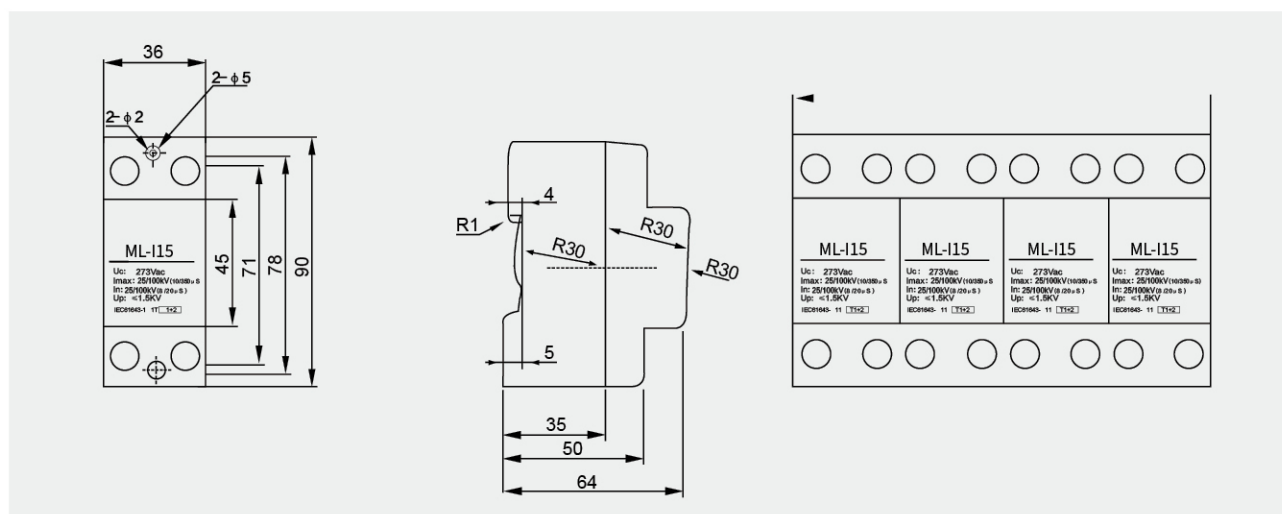 36
2-ϕ5
2-ϕ2
ML-I15
Uc: 273Vac
Imax: 25/100kV(10/350μS
In: 25/100kV(8/20μS)
Up: ≤1.5KV
IEC61643-1 1T 1+2
45
71
78
90
4
R1
R30
R30
R30
5
35
50
64
ML-I15
Uc: 273Vac
Imax: 25/100kV(10/350μS
In: 25/100kV(8/20μS)
Up: ≤1.5KV
IEC61643- 11 T1+2
ML-I15
Uc: 273Vac
Imax: 25/100kV(10/350μS)
In: 25/100kV(8/20μS)
Up: ≤1.5KV
IEC61643- 11 T1+2
ML-I15
Uc: 273Vac
Imax: 25/100kV(10/350μS)
In: 25/100kV(8/20μS)
Up: ≤1.5KV
IEC61643- 11 T1+2
ML-I15
Uc: 273Vac
Imax: 25/100kV(10/350μS)
In: 25/100kV(8/20μS)
Up: ≤1.5KV
IEC61643- 11 T1+2